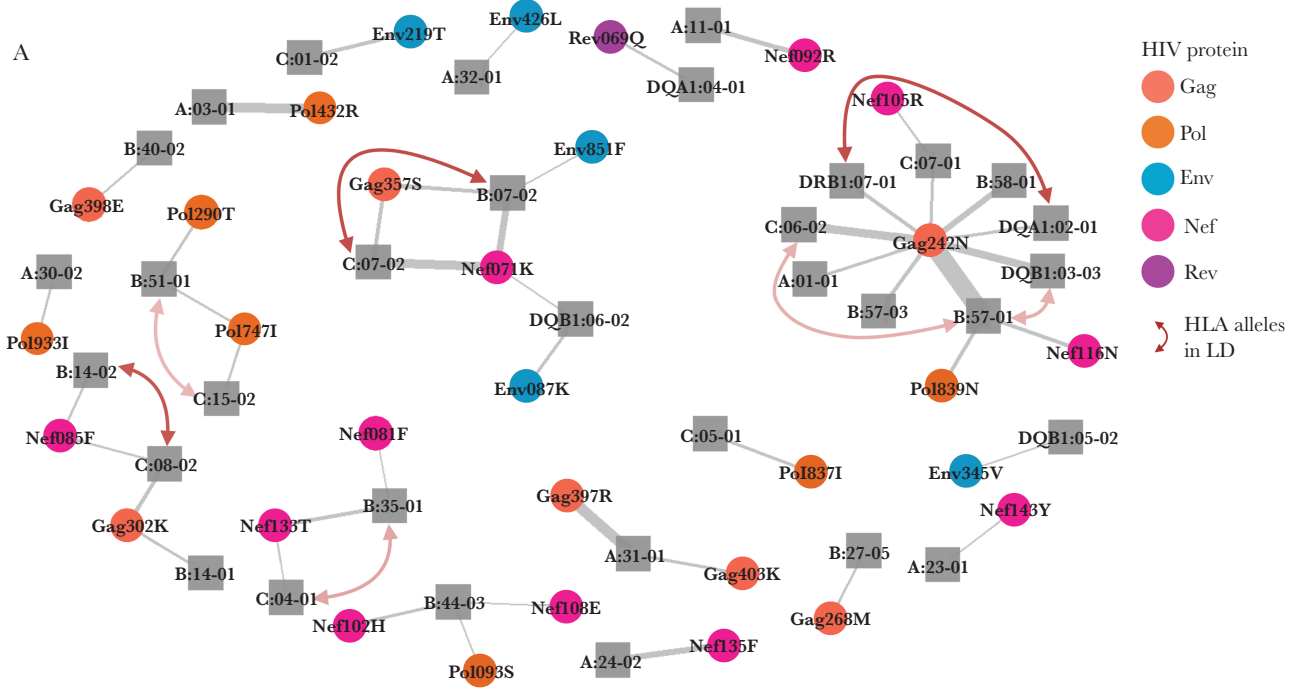 A
Env219T
C:01-02
Env426L
A:32-01
Rev069Q
DQA1:04-01
A:11-01
Nef092R
HIV protein
Gag
Pol
Env
Nef
Rev
HLA alleles
in LD
A:03-01
Pol432R
B:40-02
Gag398E
Env851F
Gag357S
B:07-02
C:07-02
Nef071K
DQB1:06-02
Env087K
Nef105R
C:07-01
DRB1:07-01
B:58-01
C:06-02
Gag242N
DQA1:02-01
A:01-01
DQB1:03-03
B:57-03
B:57-01
Nef116N
Pol839N
Pol290T
A:30-02
B:51-01
Pol933I
Pol747I
B:14-02
C:15-02
Nef085F
C:08-02
Gag302K
B:14-01
Nef081F
B:35-01
Nef133T
C:04-01
Nef102H
B:44-03
Nef108E
Pol093S
Gag397R
A:31-01
Gag403K
A:24-02
Nef135F
C:05-01
Pol837I
DQB1:05-02
Env345V
Nef143Y
A:23-01
B:27-05
Gag268M